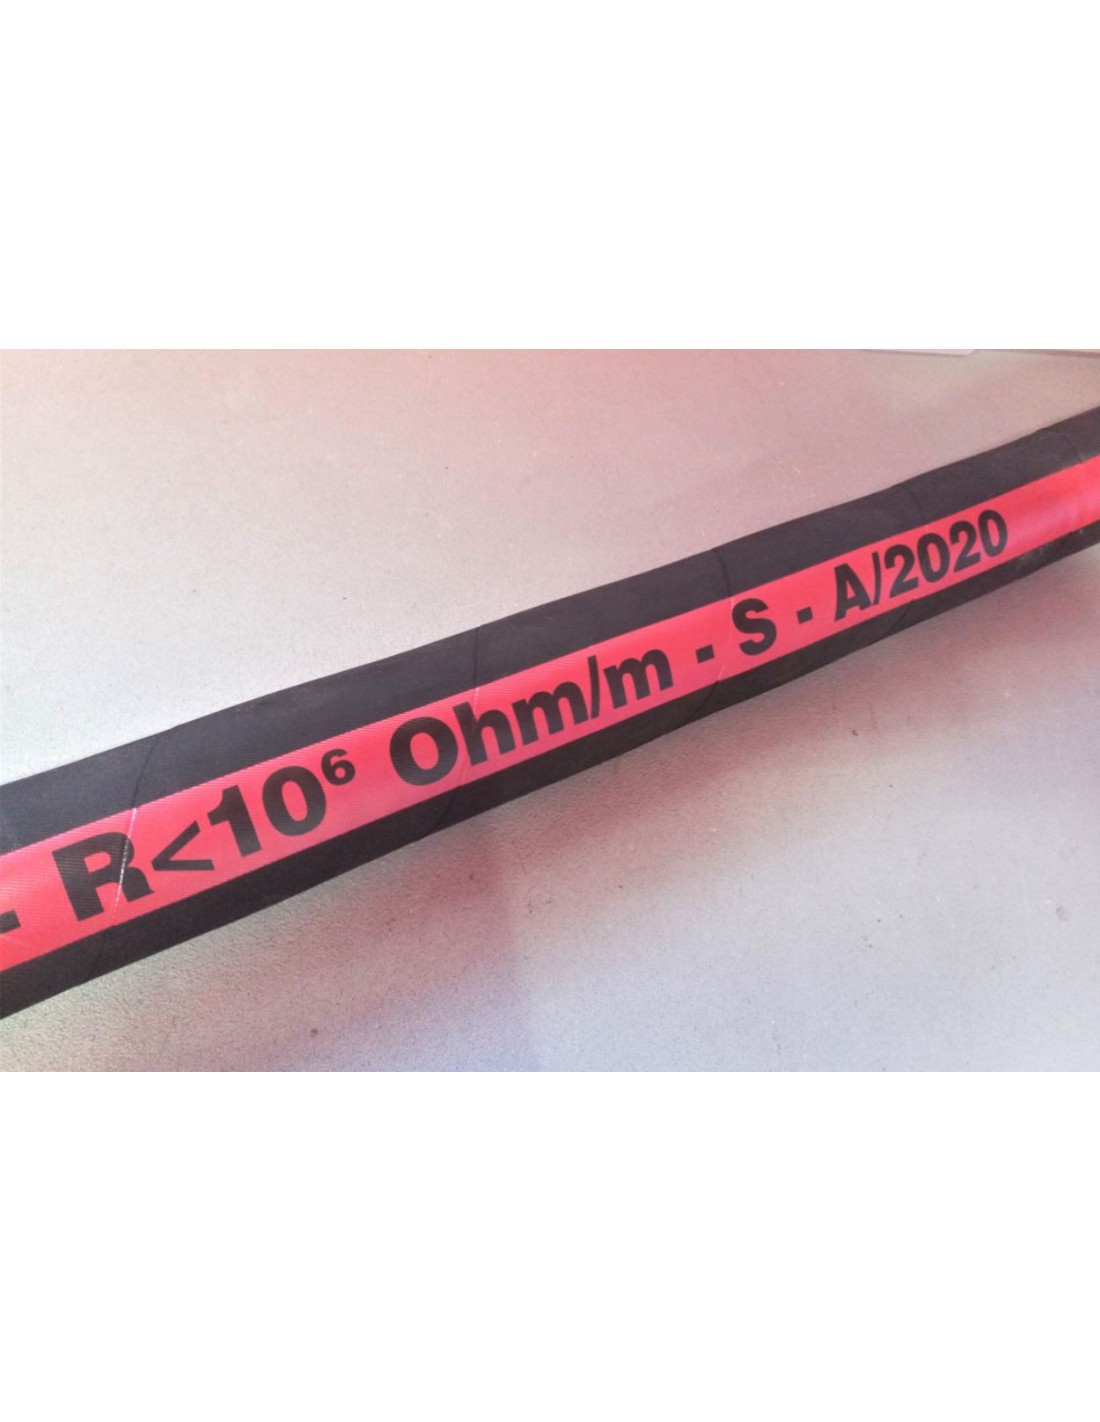 - R<10⁶ Ohm/m - S - A/2020